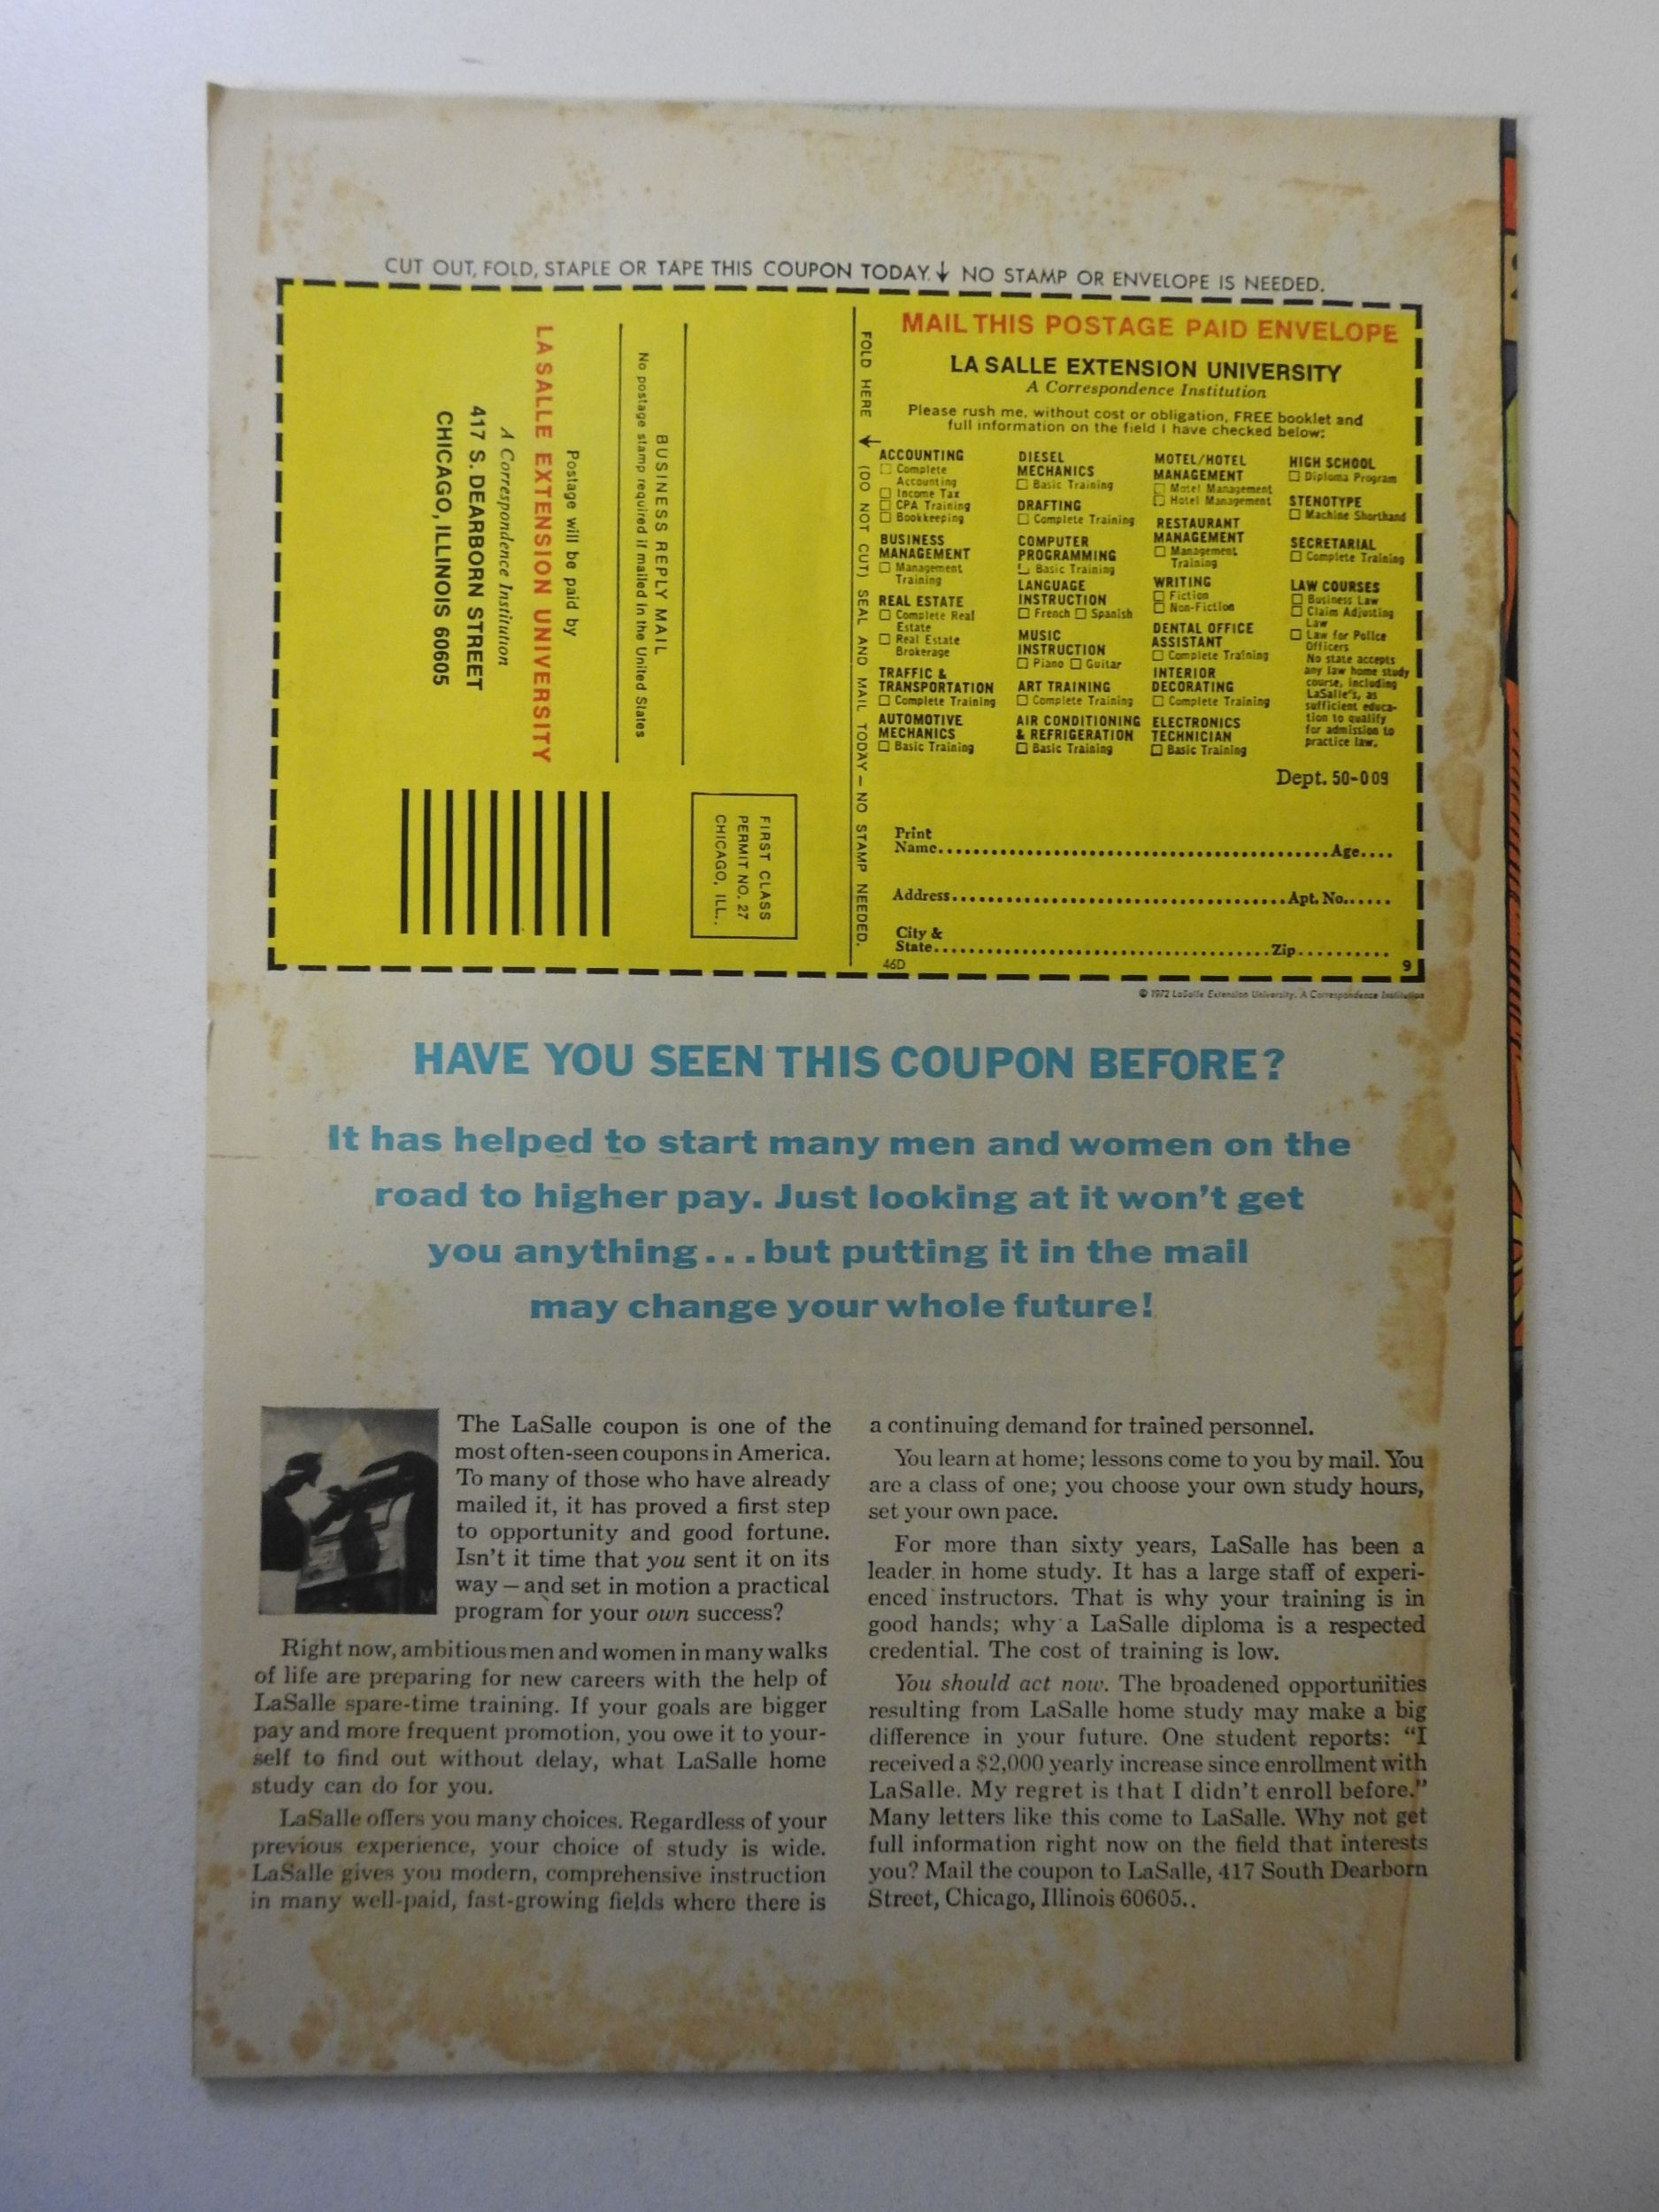 CUT OUT, FOLD, STAPLE OR TAPE THIS COUPON TODAY.↓ NO STAMP OR ENVELOPE IS NEEDED.
FIRST CLASS
PERMIT NO. 27
CHICAGO, ILL..
BUSINESS REPLY MAIL
No postage stamp required if mailed in the United States
Postage will be paid by
LA SALLE EXTENSION UNIVERSITY
A Correspondence Institution
417 S. DEARBORN STREET
CHICAGO, ILLINOIS 60605
FOLD HERE → (DO NOT CUT) SEAL AND MAIL TODAY — NO STAMP NEEDED.
MAIL THIS POSTAGE PAID ENVELOPE
LA SALLE EXTENSION UNIVERSITY
A Correspondence Institution
Please rush me, without cost or obligation, FREE booklet and
full information on the field I have checked below:
ACCOUNTING
☐ Complete
Accounting
☐ Income Tax
☐ CPA Training
☐ Bookkeeping
BUSINESS
MANAGEMENT
☐ Management
Training
REAL ESTATE
☐ Complete Real
Estate
☐ Real Estate
Brokerage
TRAFFIC &
TRANSPORTATION
☐ Complete Training
AUTOMOTIVE
MECHANICS
☐ Basic Training
DIESEL
MECHANICS
☐ Basic Training
DRAFTING
☐ Complete Training
COMPUTER
PROGRAMMING
☐ Basic Training
LANGUAGE
INSTRUCTION
☐ French ☐ Spanish
MUSIC
INSTRUCTION
☐ Piano ☐ Guitar
ART TRAINING
☐ Complete Training
AIR CONDITIONING
& REFRIGERATION
☐ Basic Training
MOTEL/HOTEL
MANAGEMENT
☐ Motel Management
☐ Hotel Management
RESTAURANT
MANAGEMENT
☐ Management
Training
WRITING
☐ Fiction
☐ Non-Fiction
DENTAL OFFICE
ASSISTANT
☐ Complete Training
INTERIOR
DECORATING
☐ Complete Training
ELECTRONICS
TECHNICIAN
☐ Basic Training
HIGH SCHOOL
☐ Diploma Program
STENOTYPE
☐ Machine Shorthand
SECRETARIAL
☐ Complete Training
LAW COURSES
☐ Business Law
☐ Claim Adjusting
Law
☐ Law for Police
Officers
No state accepts
any law home study
course, including
LaSalle's, as
sufficient educa-
tion to qualify
for admission to
practice law.
Dept. 50-009
Print
Name..........Age....
Address..........Apt. No......
City &
State..........Zip..........
46D 9
© 1972 LaSalle Extension University. A Correspondence Institution
HAVE YOU SEEN THIS COUPON BEFORE?
It has helped to start many men and women on the
road to higher pay. Just looking at it won't get
you anything...but putting it in the mail
may change your whole future!
The LaSalle coupon is one of the
most often-seen coupons in America.
To many of those who have already
mailed it, it has proved a first step
to opportunity and good fortune.
Isn't it time that you sent it on its
way — and set in motion a practical
program for your own success?
Right now, ambitious men and women in many walks
of life are preparing for new careers with the help of
LaSalle spare-time training. If your goals are bigger
pay and more frequent promotion, you owe it to your-
self to find out without delay, what LaSalle home
study can do for you.
LaSalle offers you many choices. Regardless of your
previous experience, your choice of study is wide.
LaSalle gives you modern, comprehensive instruction
in many well-paid, fast-growing fields where there is
a continuing demand for trained personnel.
You learn at home; lessons come to you by mail. You
are a class of one; you choose your own study hours,
set your own pace.
For more than sixty years, LaSalle has been a
leader in home study. It has a large staff of experi-
enced instructors. That is why your training is in
good hands; why a LaSalle diploma is a respected
credential. The cost of training is low.
You should act now. The broadened opportunities
resulting from LaSalle home study may make a big
difference in your future. One student reports: “I
received a $2,000 yearly increase since enrollment with
LaSalle. My regret is that I didn't enroll before.”
Many letters like this come to LaSalle. Why not get
full information right now on the field that interests
you? Mail the coupon to LaSalle, 417 South Dearborn
Street, Chicago, Illinois 60605..